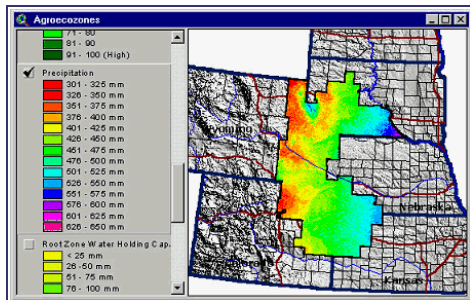 Agroecozones
71 - 80
81 - 90
91 - 100 (High)
Precipitation
301 - 325 mm
326 - 350 mm
351 - 375 mm
376 - 400 mm
401 - 425 mm
426 - 450 mm
451 - 475 mm
476 - 500 mm
501 - 525 mm
526 - 550 mm
551 - 575 mm
576 - 600 mm
601 - 625 mm
626 - 650 mm
Root Zone Water Holding Cap.
< 25 mm
26 -50 mm
51 - 75 mm
76 - 100 mm
Wyoming
Nebraska
Colorado
Kansas